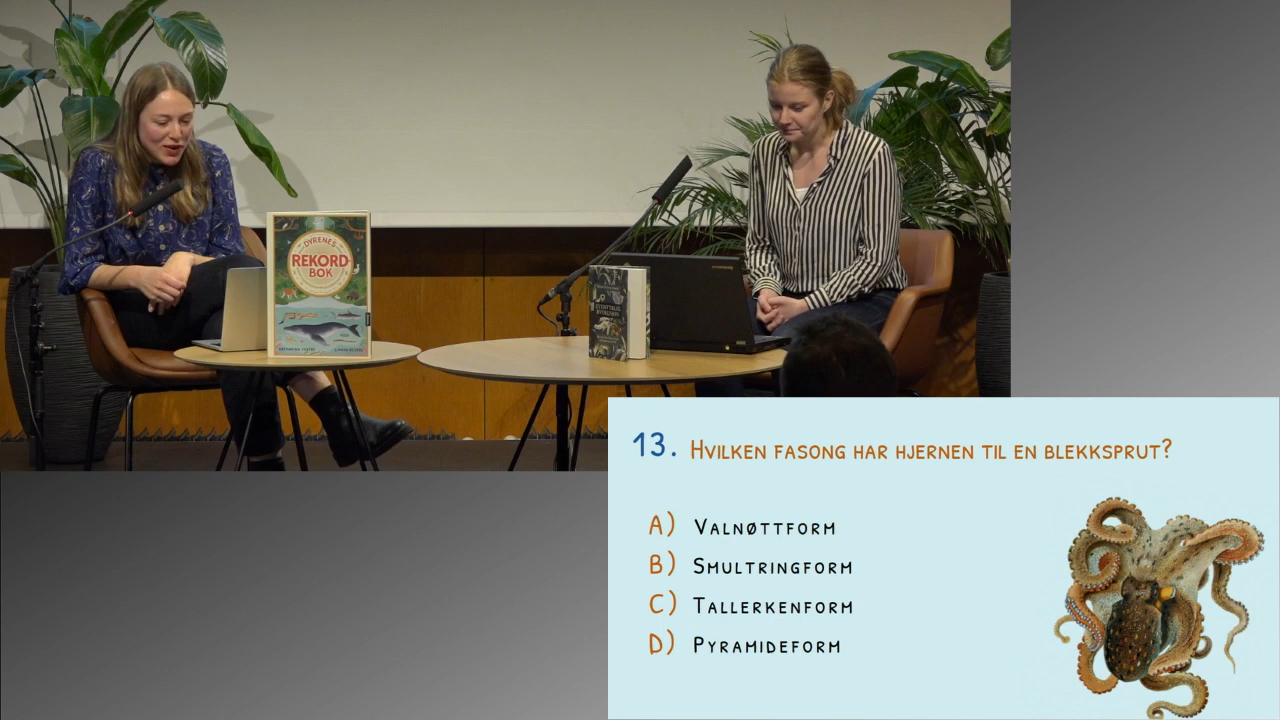 DYRENES
REKORD
BOK
13. HVILKEN FASONG HAR HJERNEN TIL EN BLEKKSPRUT?
A) VALNØTTFORM
B) SMULTRINGFORM
C) TALLERKENFORM
D) PYRAMIDEFORM